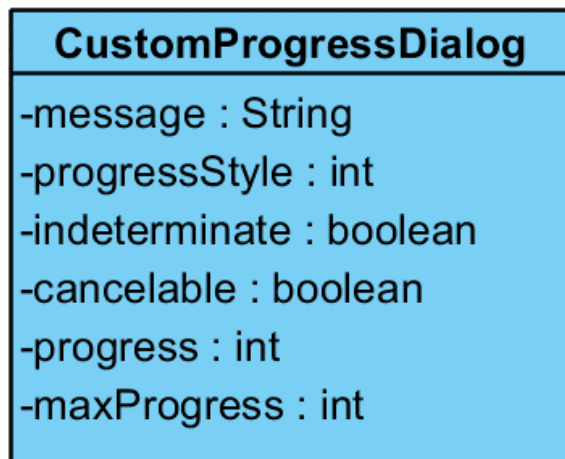 CustomProgressDialog
-message : String
-progressStyle : int
-indeterminate : boolean
-cancelable : boolean
-progress : int
-maxProgress : int